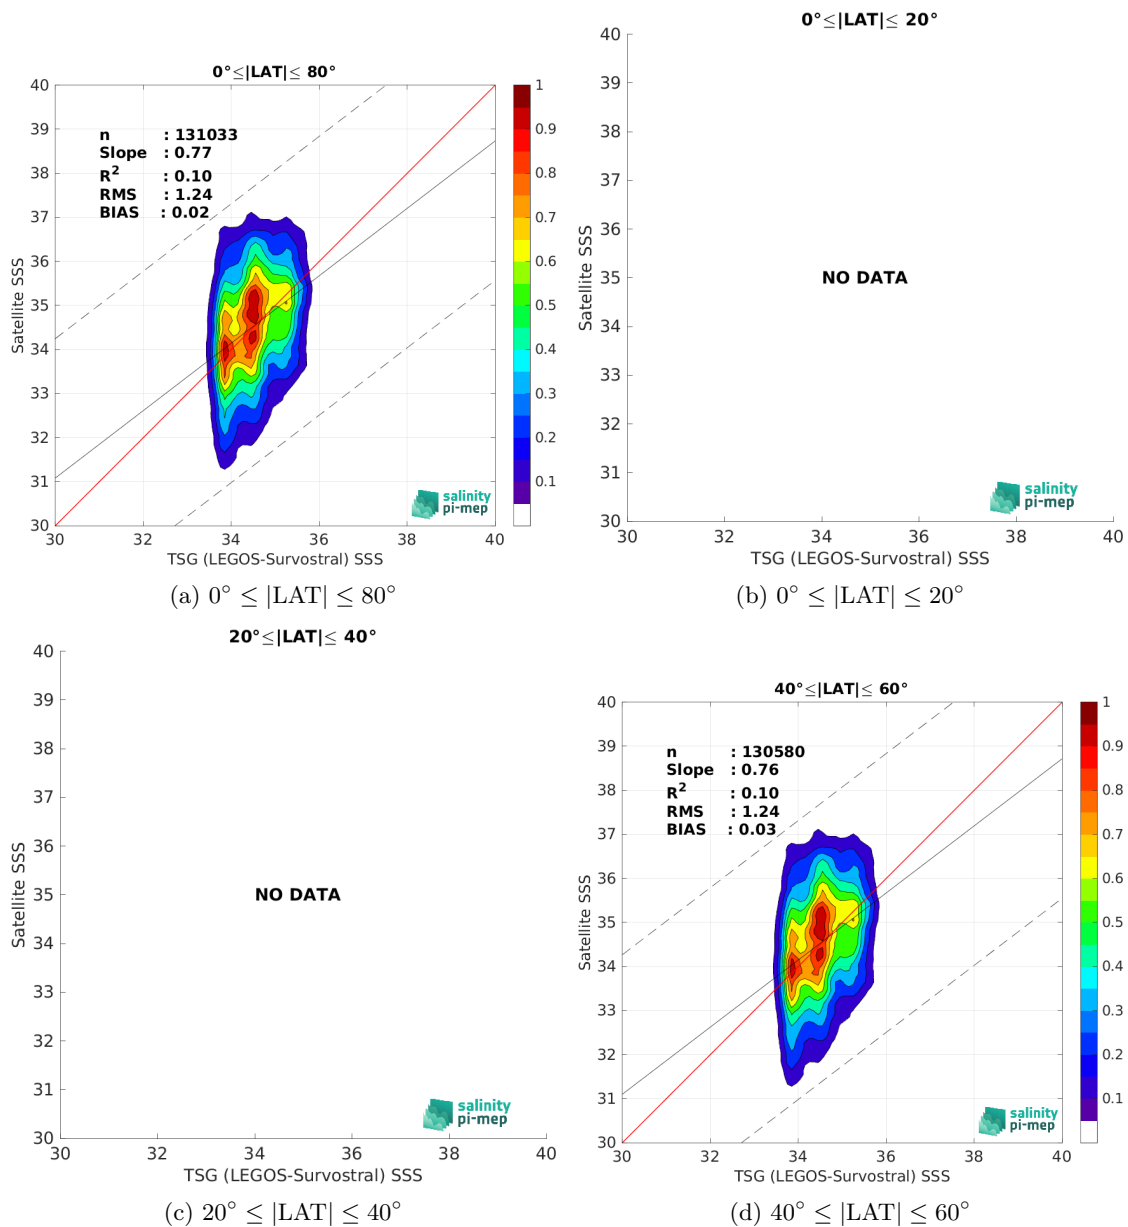 0°≤|LAT|≤ 80°
40
39
38
37
36
35
34
33
32
31
30
Satellite SSS
n : 131033
Slope : 0.77
R² : 0.10
RMS : 1.24
BIAS : 0.02
1
0.9
0.8
0.7
0.6
0.5
0.4
0.3
0.2
0.1
salinity
pi-mep
30 32 34 36 38 40
TSG (LEGOS-Survostral) SSS
(a) 0° ≤ |LAT| ≤ 80°
0°≤|LAT|≤ 20°
40
39
38
37
36
35
34
33
32
31
30
Satellite SSS
NO DATA
salinity
pi-mep
30 32 34 36 38 40
TSG (LEGOS-Survostral) SSS
(b) 0° ≤ |LAT| ≤ 20°
20°≤|LAT|≤ 40°
40
39
38
37
36
35
34
33
32
31
30
Satellite SSS
NO DATA
salinity
pi-mep
30 32 34 36 38 40
TSG (LEGOS-Survostral) SSS
(c) 20° ≤ |LAT| ≤ 40°
40°≤|LAT|≤ 60°
40
39
38
37
36
35
34
33
32
31
30
Satellite SSS
n : 130580
Slope : 0.76
R² : 0.10
RMS : 1.24
BIAS : 0.03
1
0.9
0.8
0.7
0.6
0.5
0.4
0.3
0.2
0.1
salinity
pi-mep
30 32 34 36 38 40
TSG (LEGOS-Survostral) SSS
(d) 40° ≤ |LAT| ≤ 60°